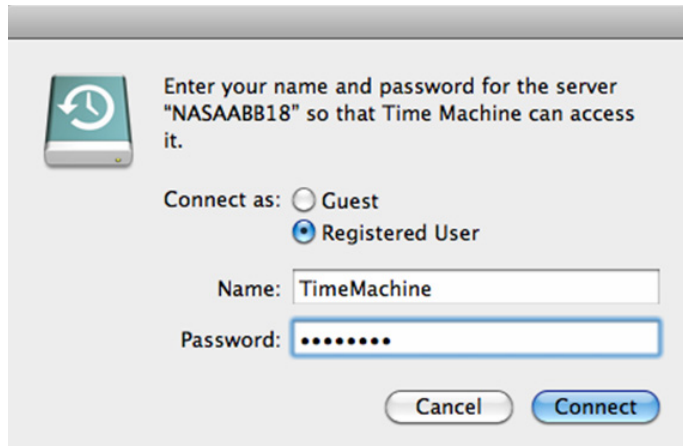 Enter your name and password for the server
"NASAABB18" so that Time Machine can access
it.
Connect as: Guest
Registered User
Name: TimeMachine
Password: ••••••••
Cancel Connect